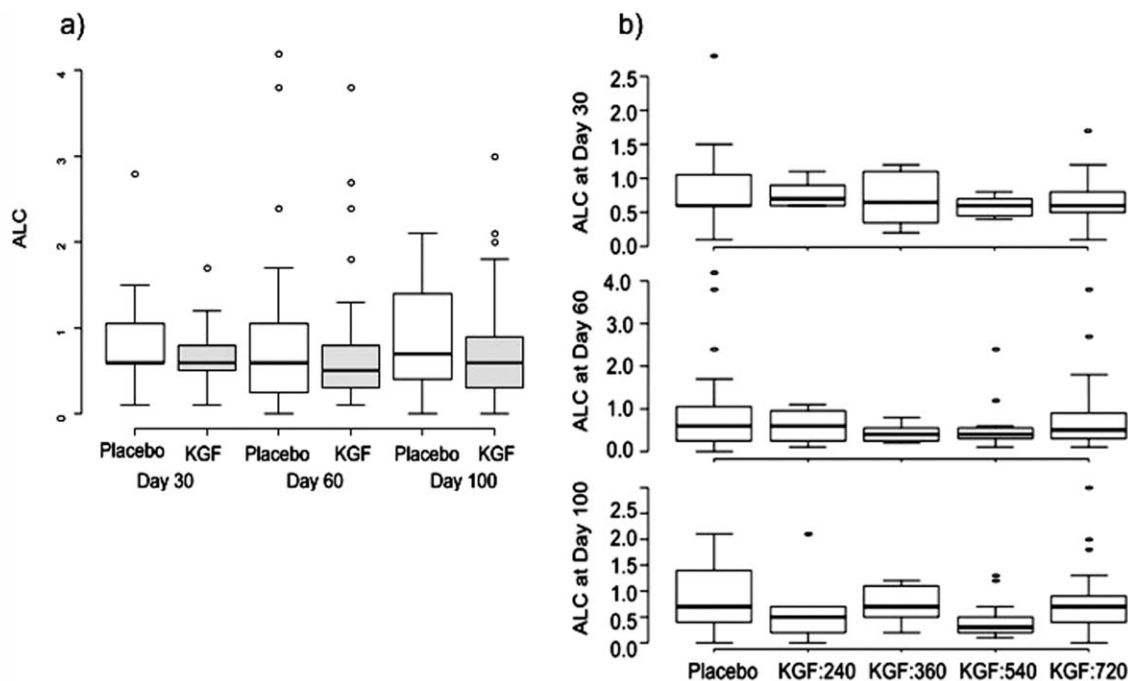 a)
ALC
4
3
2
1
0
Placebo KGF Placebo KGF Placebo KGF
Day 30 Day 60 Day 100
b)
ALC at Day 30
2.5
2.0
1.5
1.0
0.5
0.0
ALC at Day 60
4.0
3.0
2.0
1.0
0.0
ALC at Day 100
2.5
2.0
1.5
1.0
0.5
0.0
Placebo KGF:240 KGF:360 KGF:540 KGF:720